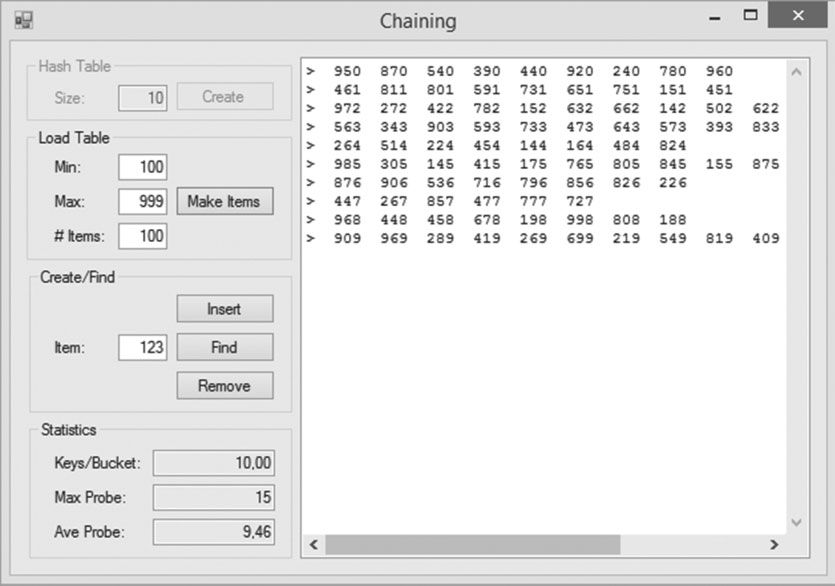 Chaining
Hash Table
Size: 10 Create
Load Table
Min: 100
Max: 999 Make Items
# Items: 100
Create/Find
Insert
Item: 123 Find
Remove
Statistics
Keys/Bucket: 10,00
Max Probe: 15
Ave Probe: 9,46
> 950 870 540 390 440 920 240 780 960
> 461 811 801 591 731 651 751 151 451
> 972 272 422 782 152 632 662 142 502 622
> 563 343 903 593 733 473 643 573 393 833
> 264 514 224 454 144 164 484 824
> 985 305 145 415 175 765 805 845 155 875
> 876 906 536 716 796 856 826 226
> 447 267 857 477 777 727
> 968 448 458 678 198 998 808 188
> 909 969 289 419 269 699 219 549 819 409